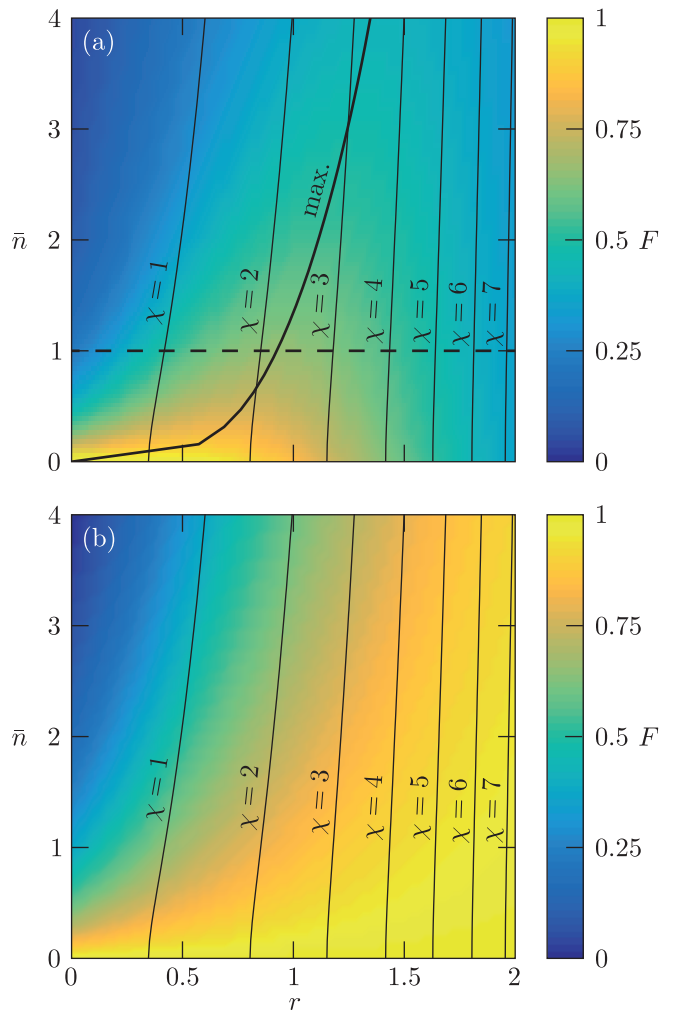 (a)
4
3
2
1
0
n̄
max.
χ = 1
χ = 2
χ = 3
χ = 4
χ = 5
χ = 6
χ = 7
1
0.75
0.5 F
0.25
0
(b)
4
3
2
1
0
n̄
χ = 1
χ = 2
χ = 3
χ = 4
χ = 5
χ = 6
χ = 7
0 0.5 1 1.5 2
r
1
0.75
0.5 F
0.25
0